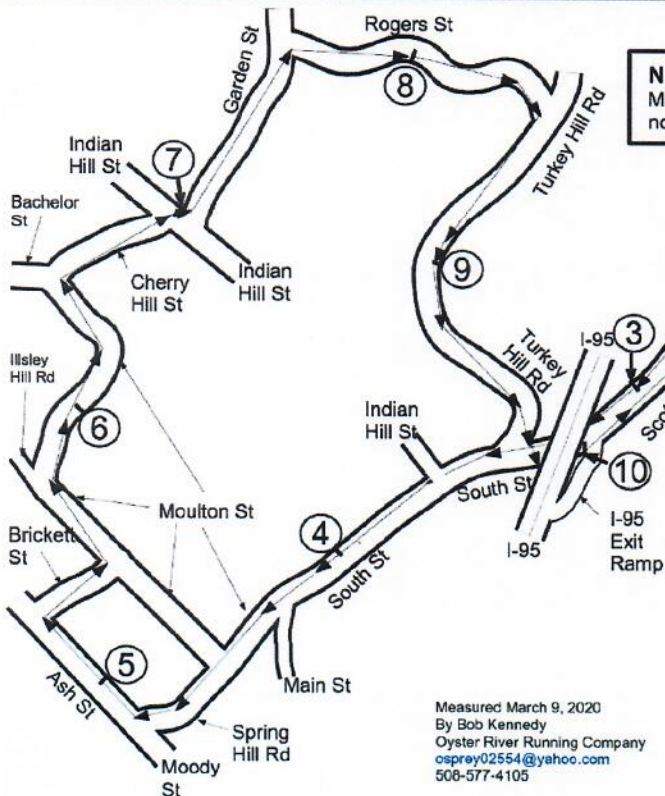 Rogers St
Garden St
8
N
M
no
Turkey Hill Rd
Indian
Hill St
7
Bachelor
St
Cherry
Hill St
Indian
Hill St
9
Turkey
Hill Rd
I-95
3
Illsley
Hill Rd
6
Indian
Hill St
South St
10
Moulton St
4
South St
I-95
I-95
Exit
Ramp
Brickett
St
5
Ash St
Main St
Spring
Hill Rd
Moody
St
Measured March 9, 2020
By Bob Kennedy
Oyster River Running Company
osprey02554@yahoo.com
508-577-4105